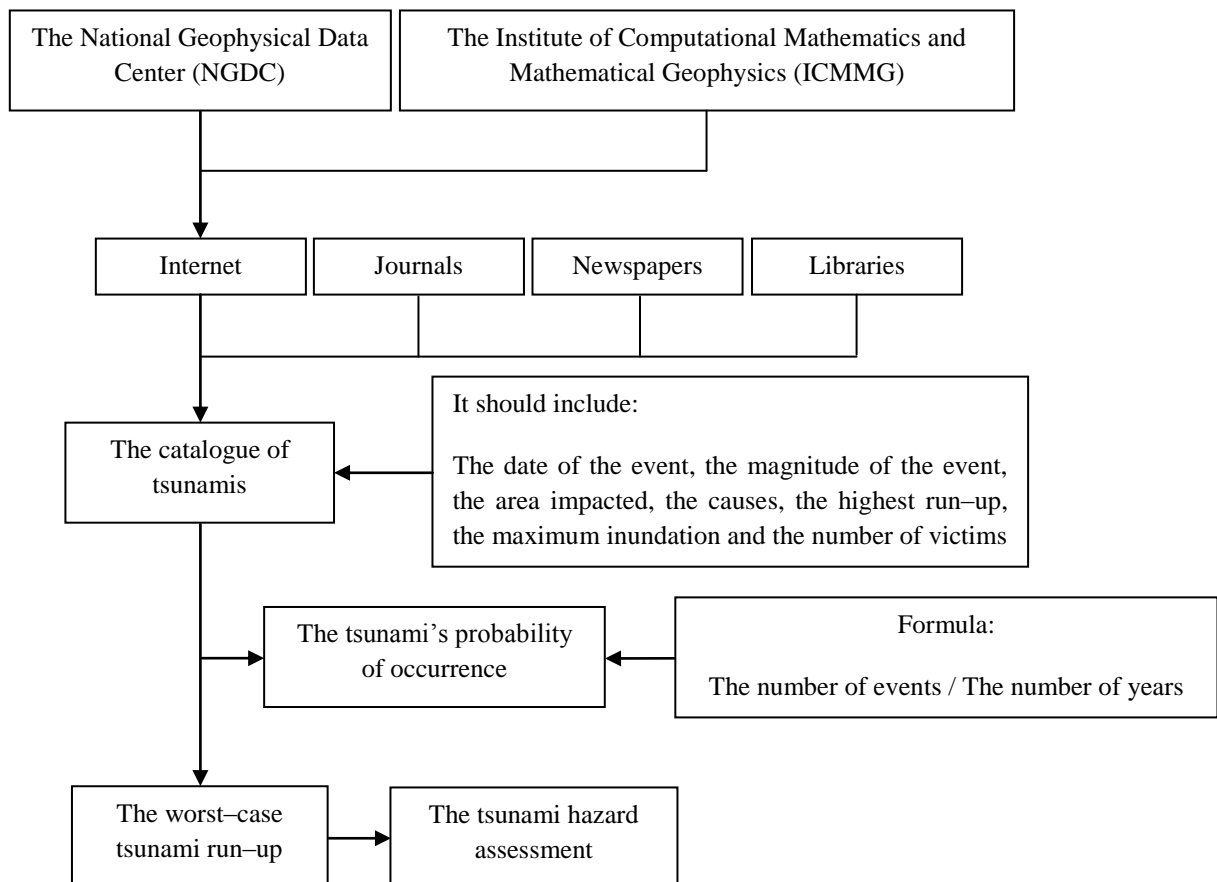 The National Geophysical Data
Center (NGDC)
The Institute of Computational Mathematics and
Mathematical Geophysics (ICMMG)
Internet
Journals
Newspapers
Libraries
The catalogue of
tsunamis
It should include:
The date of the event, the magnitude of the event,
the area impacted, the causes, the highest run–up,
the maximum inundation and the number of victims
The tsunami’s probability
of occurrence
Formula:
The number of events / The number of years
The worst–case
tsunami run–up
The tsunami hazard
assessment